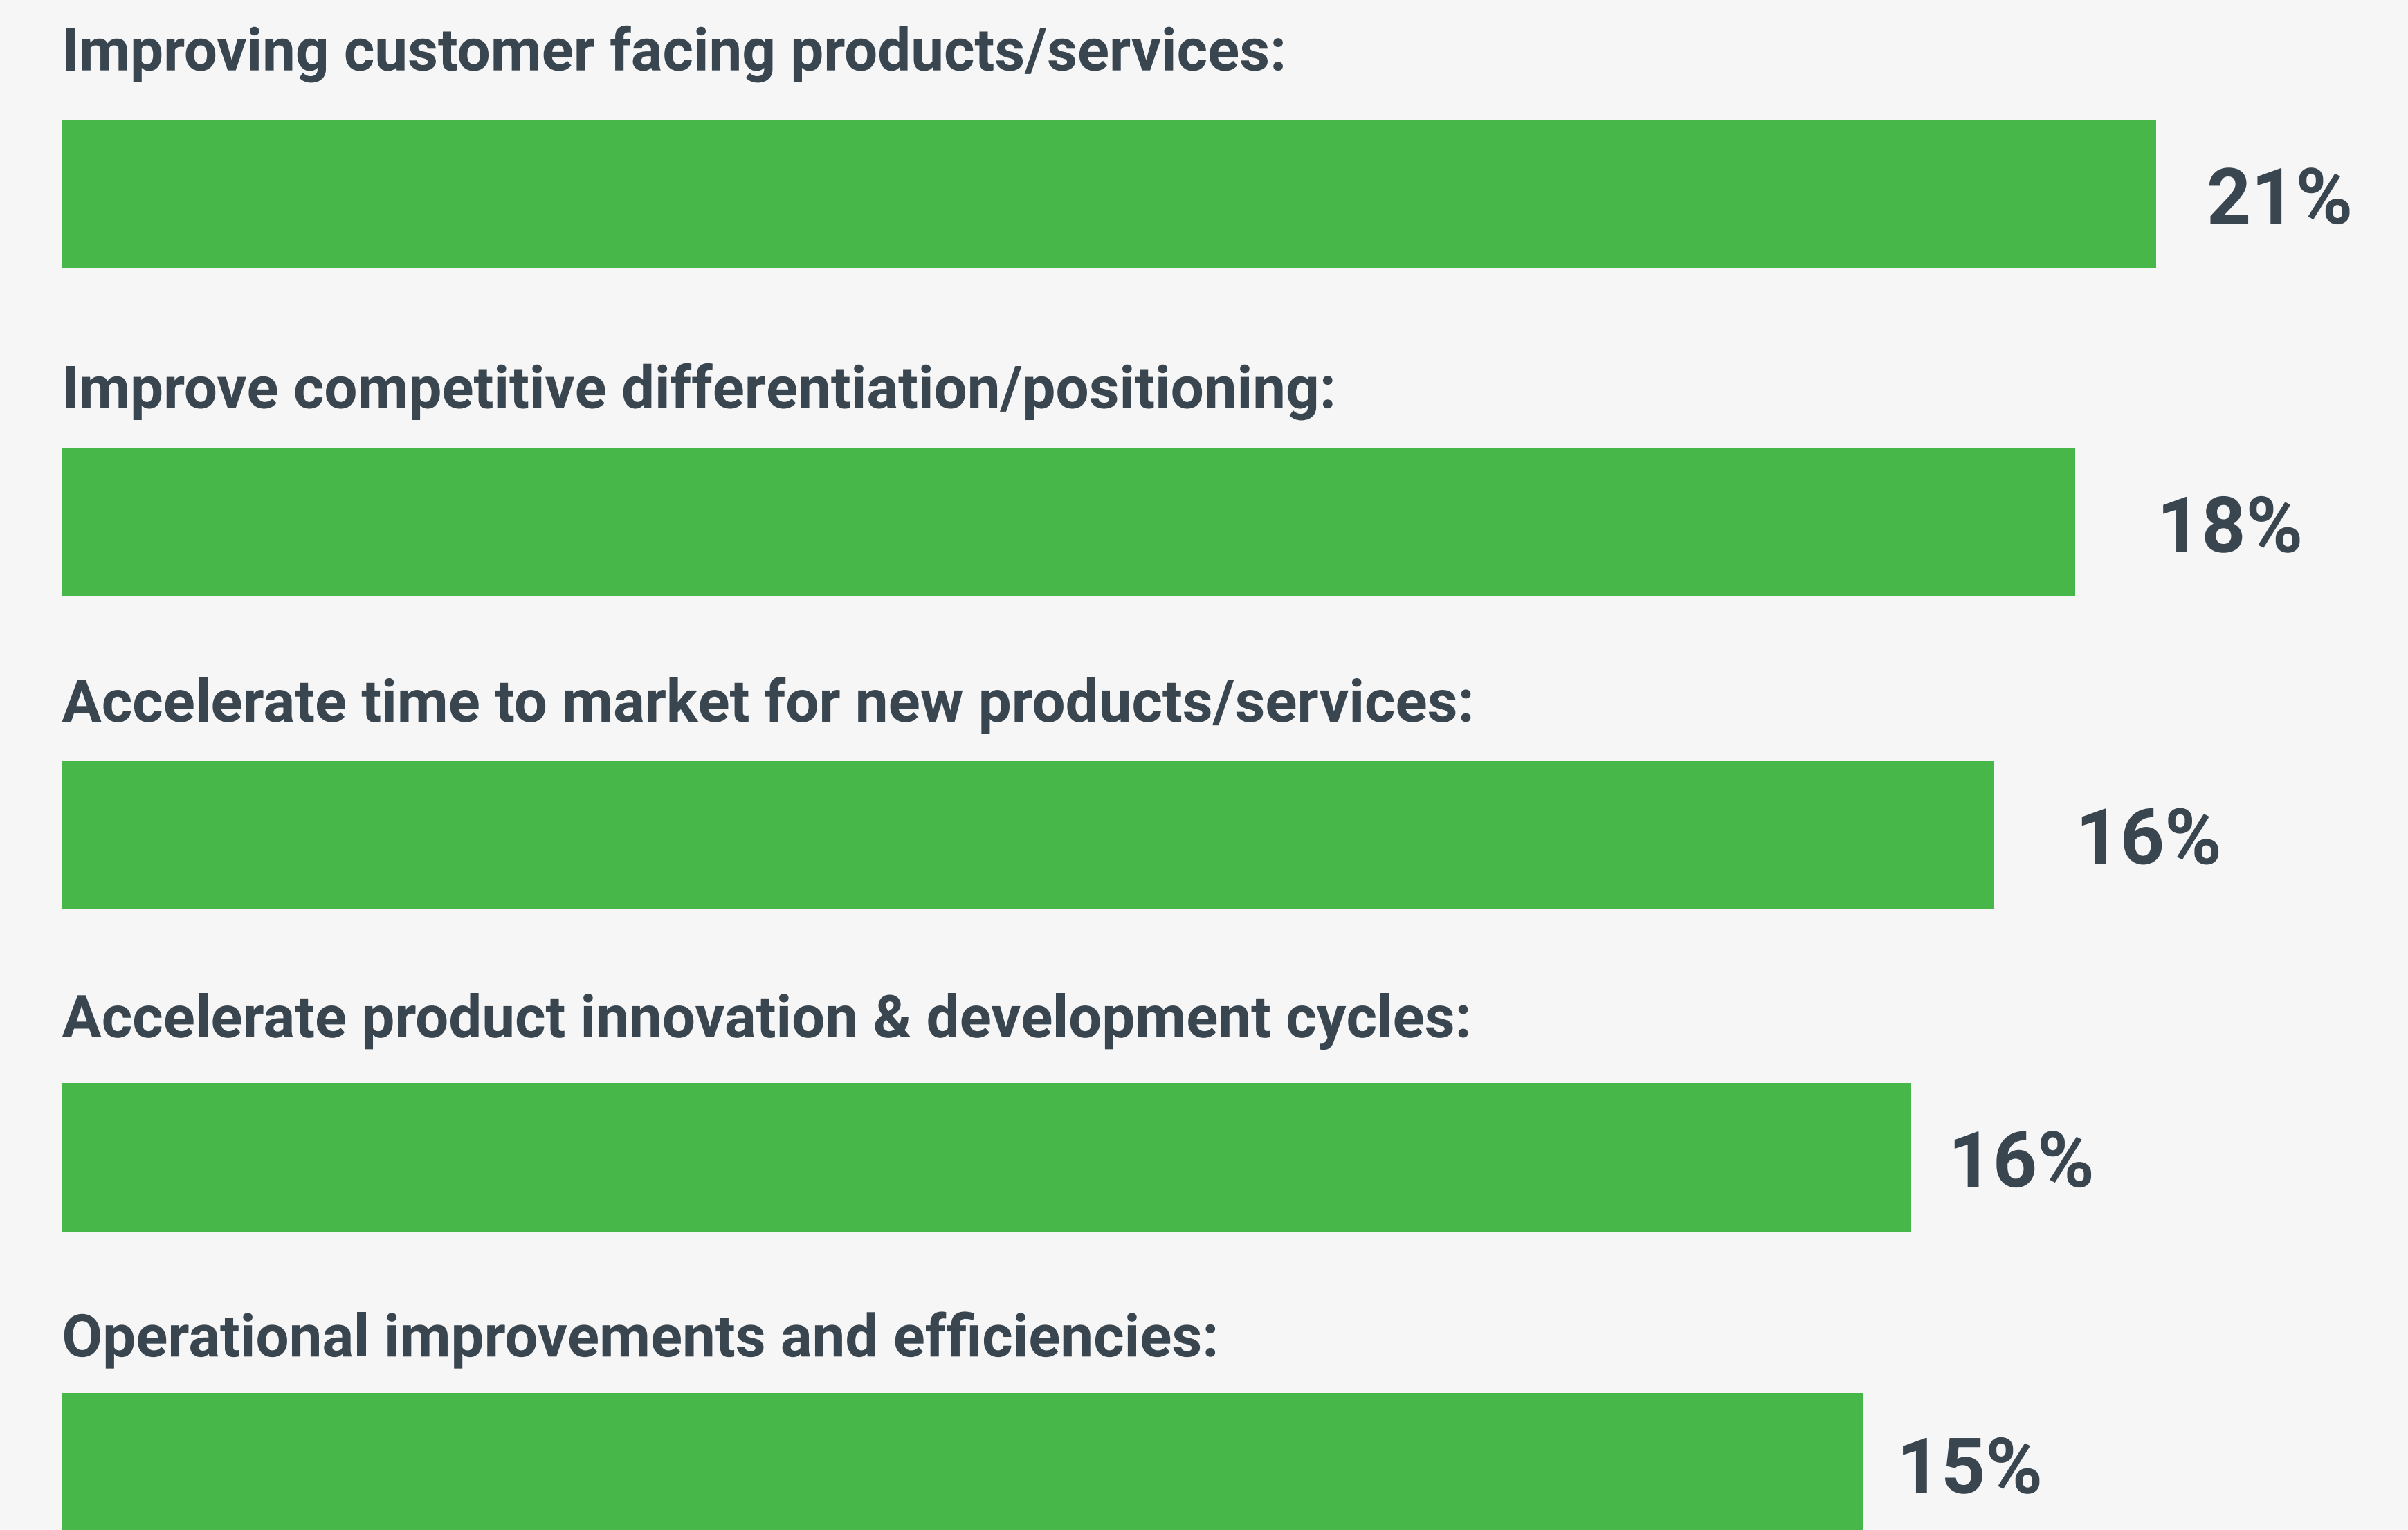 Improving customer facing products/services:
21%
Improve competitive differentiation/positioning:
18%
Accelerate time to market for new products/services:
16%
Accelerate product innovation & development cycles:
16%
Operational improvements and efficiencies:
15%